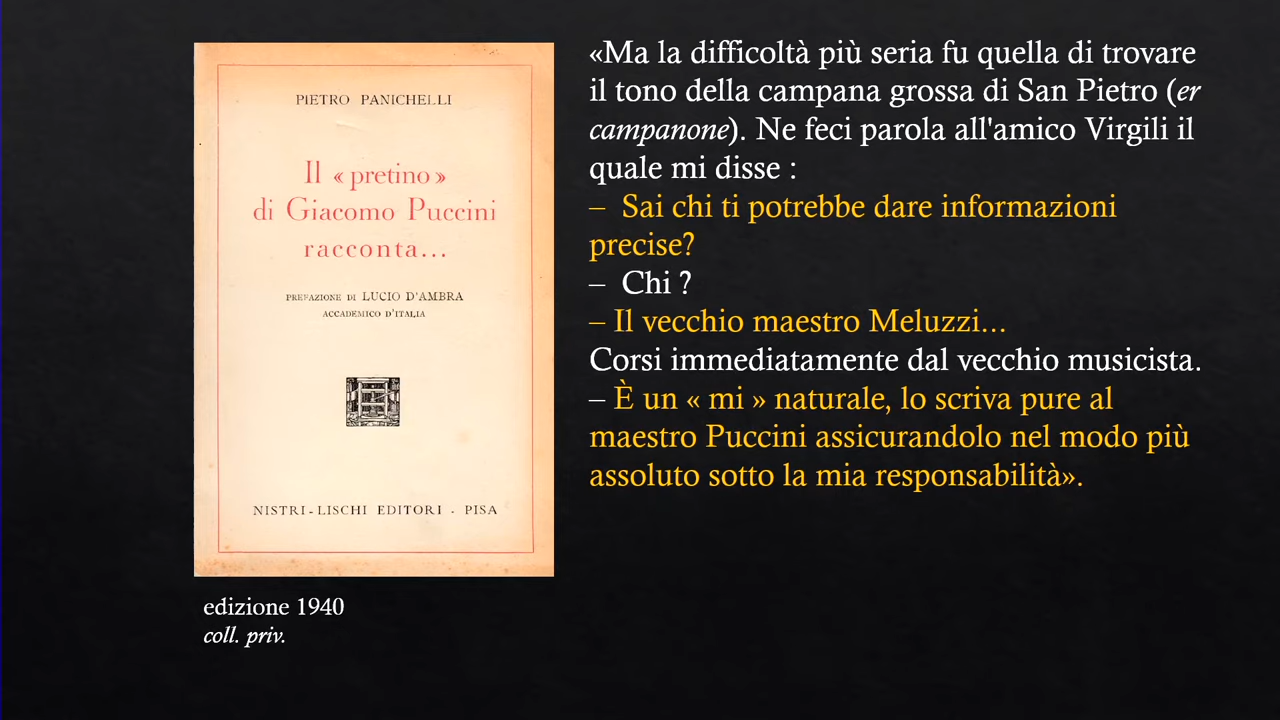 PIETRO PANICHELLI
Il « pretino »
di Giacomo Puccini
racconta...
PREFAZIONE DI LUCIO D'AMBRA
ACCADEMICO D'ITALIA
NISTRI-LISCHI EDITORI - PISA
edizione 1940
coll. priv.
«Ma la difficoltà più seria fu quella di trovare
il tono della campana grossa di San Pietro (er
campanone). Ne feci parola all'amico Virgili il
quale mi disse :
– Sai chi ti potrebbe dare informazioni
precise?
– Chi ?
– Il vecchio maestro Meluzzi...
Corsi immediatamente dal vecchio musicista.
– È un « mi » naturale, lo scriva pure al
maestro Puccini assicurandolo nel modo più
assoluto sotto la mia responsabilità».